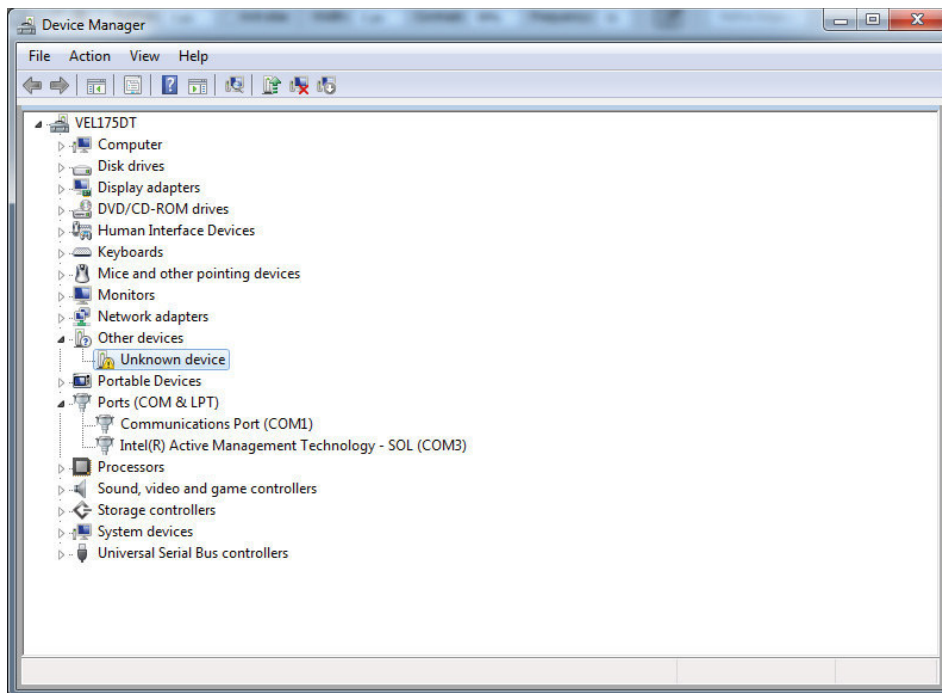 Device Manager
File Action View Help
VEL175DT
Computer
Disk drives
Display adapters
DVD/CD-ROM drives
Human Interface Devices
Keyboards
Mice and other pointing devices
Monitors
Network adapters
Other devices
Unknown device
Portable Devices
Ports (COM & LPT)
Communications Port (COM1)
Intel(R) Active Management Technology - SOL (COM3)
Processors
Sound, video and game controllers
Storage controllers
System devices
Universal Serial Bus controllers